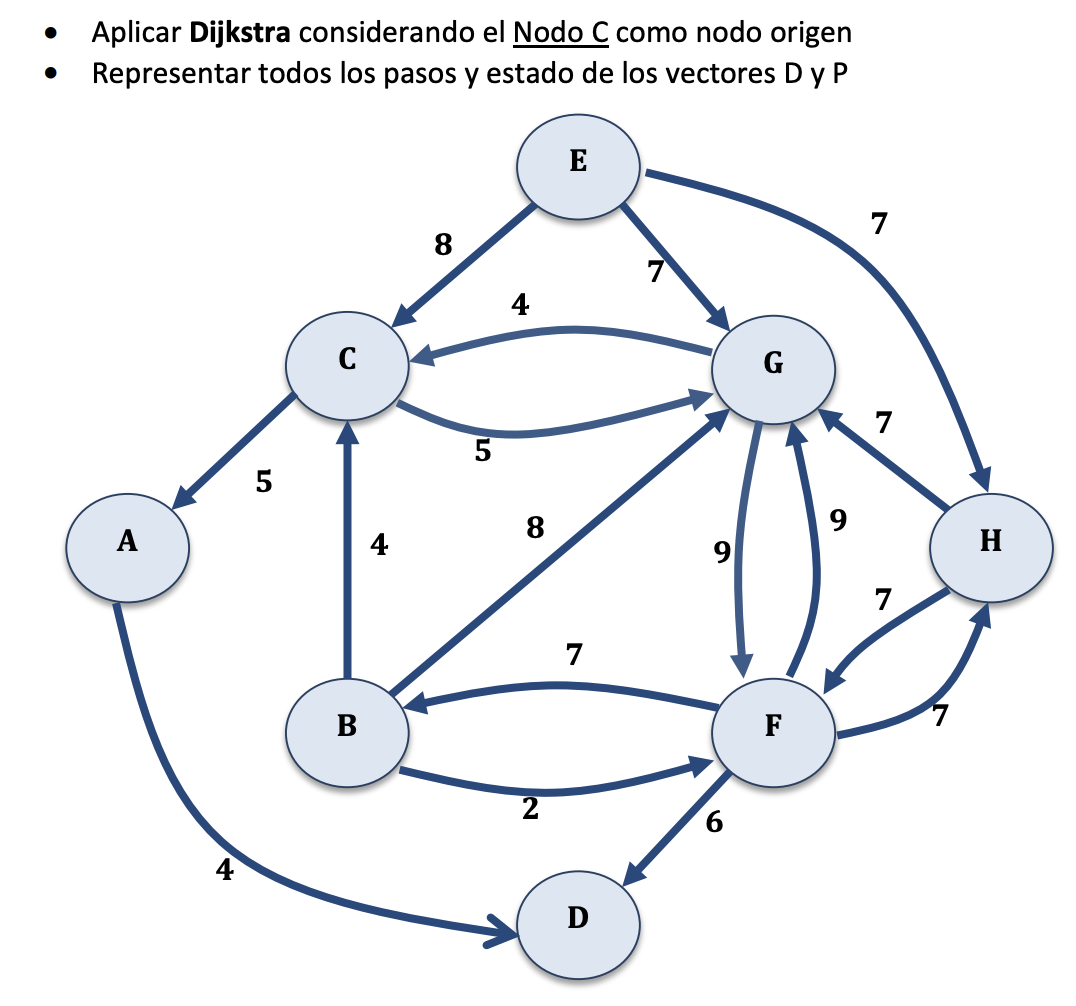 • Aplicar Dijkstra considerando el Nodo C como nodo origen
• Representar todos los pasos y estado de los vectores D y P
E
7
8
7
4
C
G
7
5
5
A
4
8
9
9
H
7
7
B
F
7
2
6
4
D